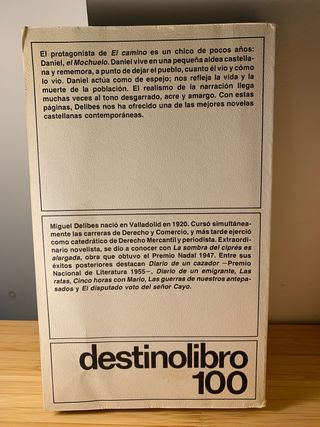 El protagonista de El camino es un chico de pocos años:
Daniel, el Mochuelo. Daniel vive en una pequeña aldea castella-
na y rememora, a punto de dejar el pueblo, cuanto él vio y cómo
lo vio. Daniel actúa como de espejo; nos refleja la vida y la
muerte de la población. El realismo de la narración llega
muchas veces al tono desgarrado, acre y amargo. Con estas
páginas, Delibes nos ha ofrecido una de las mejores novelas
castellanas contemporáneas.
Miguel Delibes nació en Valladolid en 1920. Cursó simultánea-
mente las carreras de Derecho y Comercio, y más tarde ejerció
como catedrático de Derecho Mercantil y periodista. Extraordi-
nario novelista, se dio a conocer con La sombra del ciprés es
alargada, obra que obtuvo el Premio Nadal 1947. Entre sus
éxitos posteriores destacan Diario de un cazador —Premio
Nacional de Literatura 1955—, Diario de un emigrante, Las
ratas, Cinco horas con Mario, Las guerras de nuestros antepa-
sados y El disputado voto del señor Cayo.
destinolibro
100